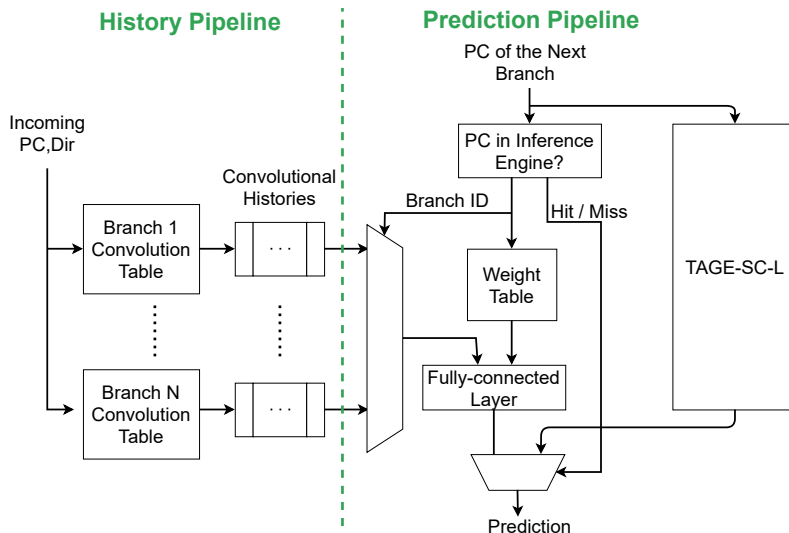 History Pipeline
Prediction Pipeline
PC of the Next
Branch
Incoming
PC,Dir
PC in Inference
Engine?
Convolutional
Histories
Branch ID
Hit / Miss
Branch 1
Convolution
Table
. . .
Weight
Table
TAGE-SC-L
Branch N
Convolution
Table
. . .
Fully-connected
Layer
Prediction